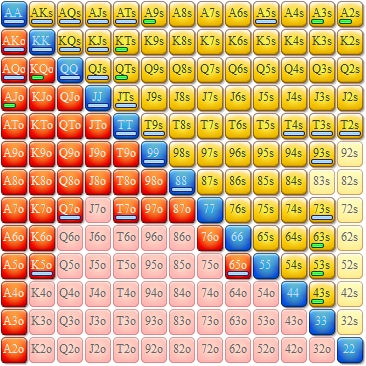 AA AKs AQs AJs ATs A9s A8s A7s A6s A5s A4s A3s A2s
AKo KK KQs KJs KTs K9s K8s K7s K6s K5s K4s K3s K2s
AQo KQo QQ QJs QTs Q9s Q8s Q7s Q6s Q5s Q4s Q3s Q2s
AJo KJo QJo JJ JTs J9s J8s J7s J6s J5s J4s J3s J2s
ATo KTo QTo JTo TT T9s T8s T7s T6s T5s T4s T3s T2s
A9o K9o Q9o J9o T9o 99 98s 97s 96s 95s 94s 93s 92s
A8o K8o Q8o J8o T8o 98o 88 87s 86s 85s 84s 83s 82s
A7o K7o Q7o J7o T7o 97o 87o 77 76s 75s 74s 73s 72s
A6o K6o Q6o J6o T6o 96o 86o 76o 66 65s 64s 63s 62s
A5o K5o Q5o J5o T5o 95o 85o 75o 65o 55 54s 53s 52s
A4o K4o Q4o J4o T4o 94o 84o 74o 64o 54o 44 43s 42s
A3o K3o Q3o J3o T3o 93o 83o 73o 63o 53o 43o 33 32s
A2o K2o Q2o J2o T2o 92o 82o 72o 62o 52o 42o 32o 22